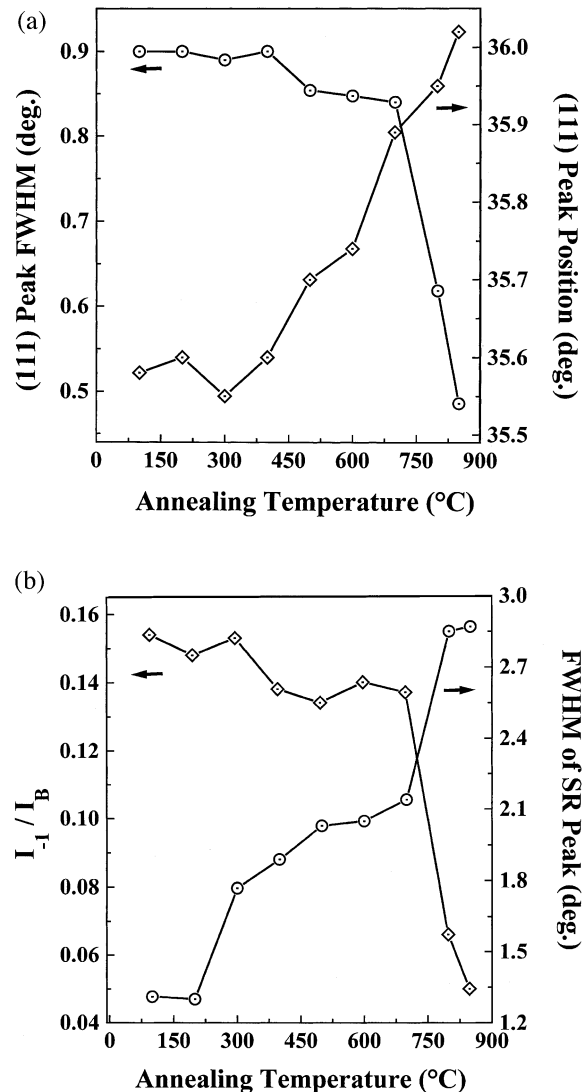 (a)
0.9
0.8
0.7
0.6
0.5
(111) Peak FWHM (deg.)
36.0
35.9
35.8
35.7
35.6
35.5
(111) Peak Position (deg.)
0 150 300 450 600 750 900
Annealing Temperature (°C)
(b)
0.16
0.14
0.12
0.10
0.08
0.06
0.04
I-1 / IB
3.0
2.7
2.4
2.1
1.8
1.5
1.2
FWHM of SR Peak (deg.)
0 150 300 450 600 750 900
Annealing Temperature (°C)